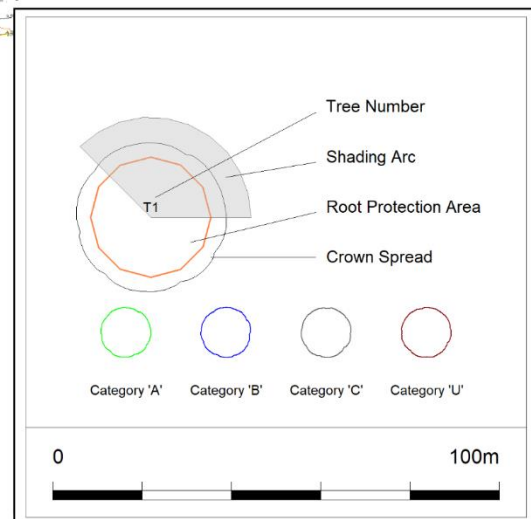 Tree Number
Shading Arc
T1
Root Protection Area
Crown Spread
Category 'A' Category 'B' Category 'C' Category 'U'
0 100m